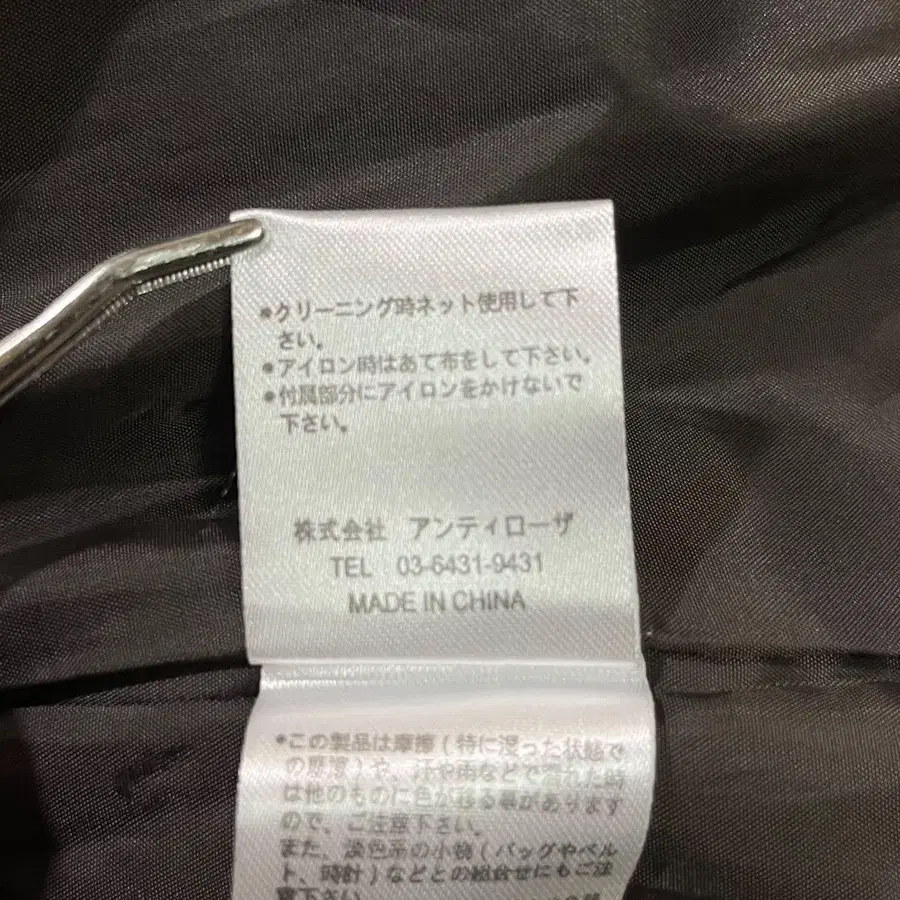 ●クリーニング時ネット使用して下
さい。
●アイロン時はあて布をして下さい。
●付属部分にアイロンをかけないで
下さい。
株式会社 アンティローザ
TEL 03-6431-9431
MADE IN CHINA
●この製品は摩擦(特に湿った状態で
の摩擦)や、汗や雨などで濡れた時
は他のものに色が移る事があります
ので、ご注意下さい。
また、淡色系の小物(バッグやベル
ト、時計)などとの組合せにもご注
意下さい。